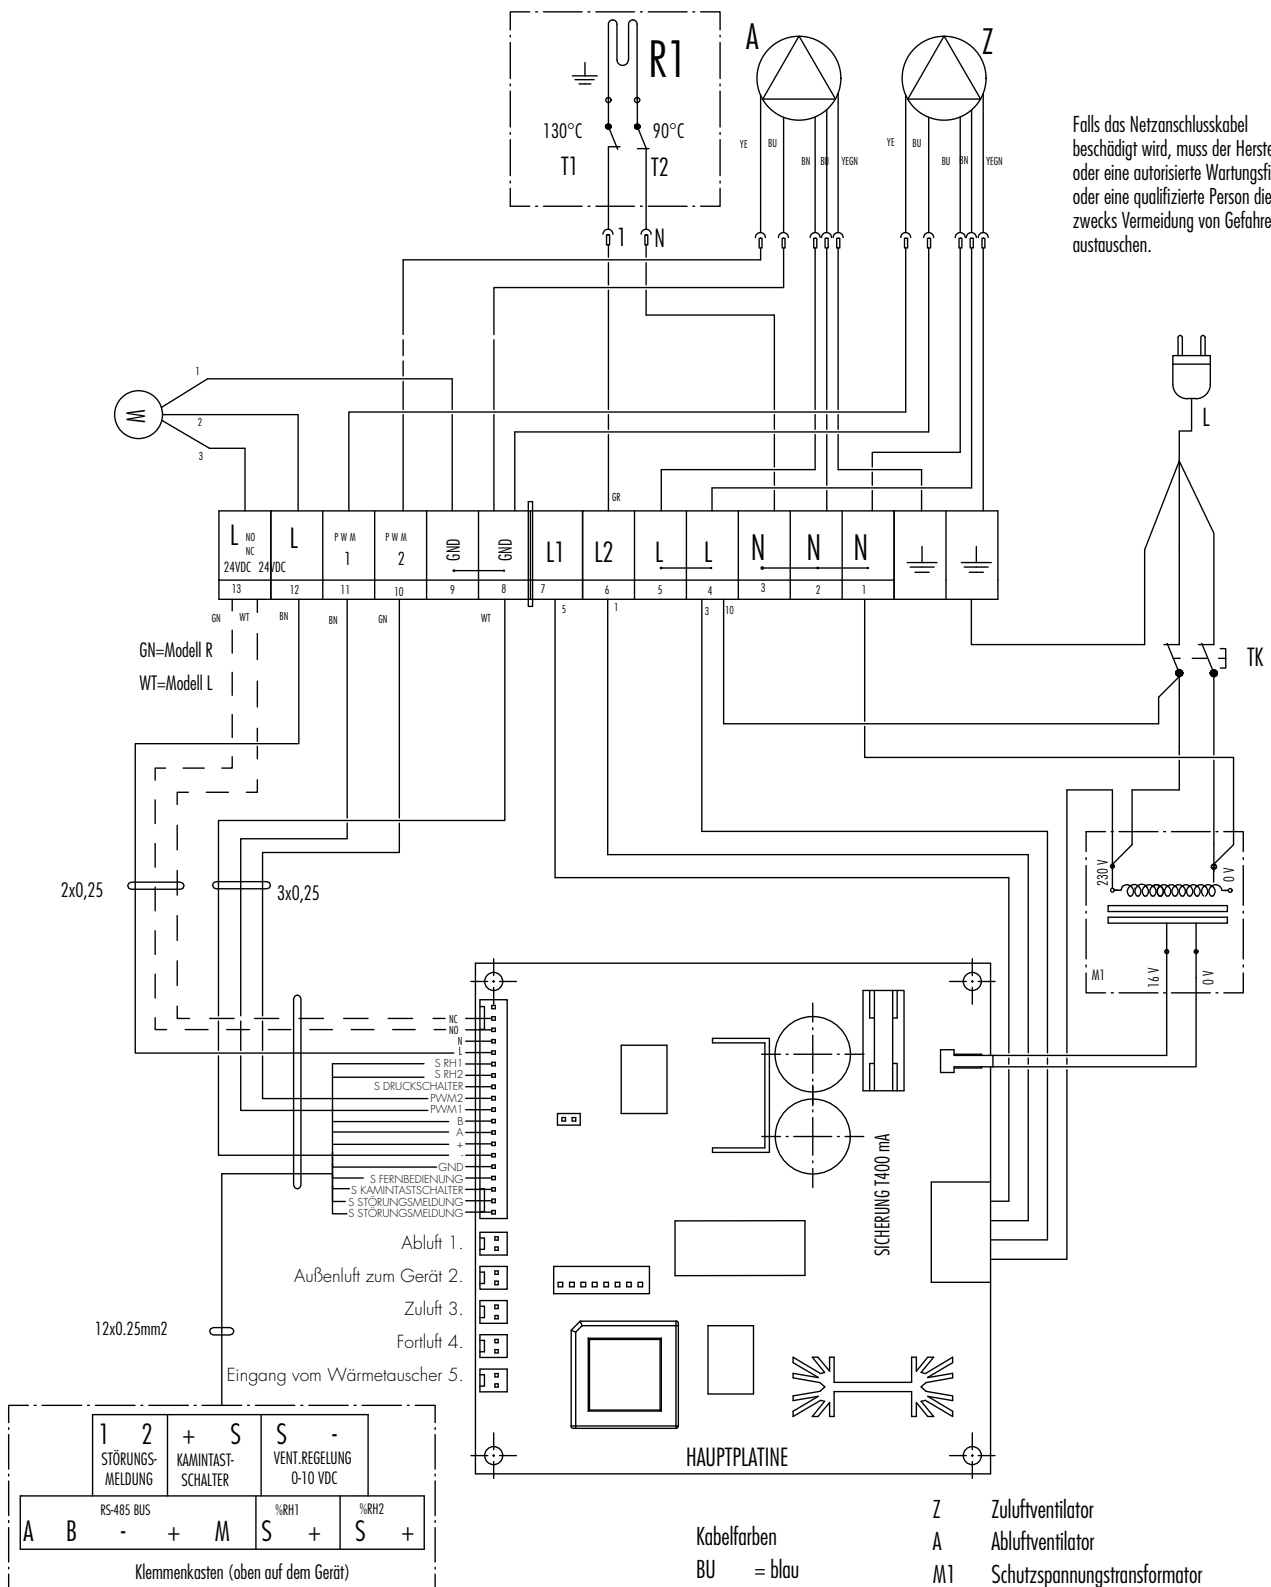 R1
130°C
90°C
T1
T2
1
N
A
Z
YE
BU
BN
BU
YEGN
YE
BU
BU
BN
YEGN
Falls das Netzanschlusskabel
beschädigt wird, muss der Herste
oder eine autorisierte Wartungsfi
oder eine qualifizierte Person die
zwecks Vermeidung von Gefahre
austauschen.
L
1
2
3
M
GR
L NO
NC
24VDC 24VDC
L
PWM
1
PWM
2
GND
GND
L1
L2
L
L
N
N
N
13
12
11
10
9
8
7
6
5
4
3
2
1
GN
WT
BN
BN
GN
WT
5
1
3
10
GN=Modell R
WT=Modell L
TK
2x0,25
3x0,25
230 V
0 V
M1
16 V
0 V
NC
NO
N
L
S RH1
S RH2
S DRUCKSCHALTER
PWM2
PWM1
B
A
+
-
GND
S FERNBEDIENUNG
S KAMINTASTSCHALTER
S STÖRUNGSMELDUNG
S STÖRUNGSMELDUNG
SICHERUNG T400 mA
Abluft 1.
Außenluft zum Gerät 2.
Zuluft 3.
Fortluft 4.
Eingang vom Wärmetauscher 5.
12x0.25mm2
HAUPTPLATINE
1 2
STÖRUNGS-
MELDUNG
+ S
KAMINTAST-
SCHALTER
S -
VENT.REGELUNG
0-10 VDC
RS-485 BUS
A B - + M
%RH1
S +
%RH2
S +
Klemmenkasten (oben auf dem Gerät)
Kabelfarben
BU = blau
Z Zuluftventilator
A Abluftventilator
M1 Schutzspannungstransformator